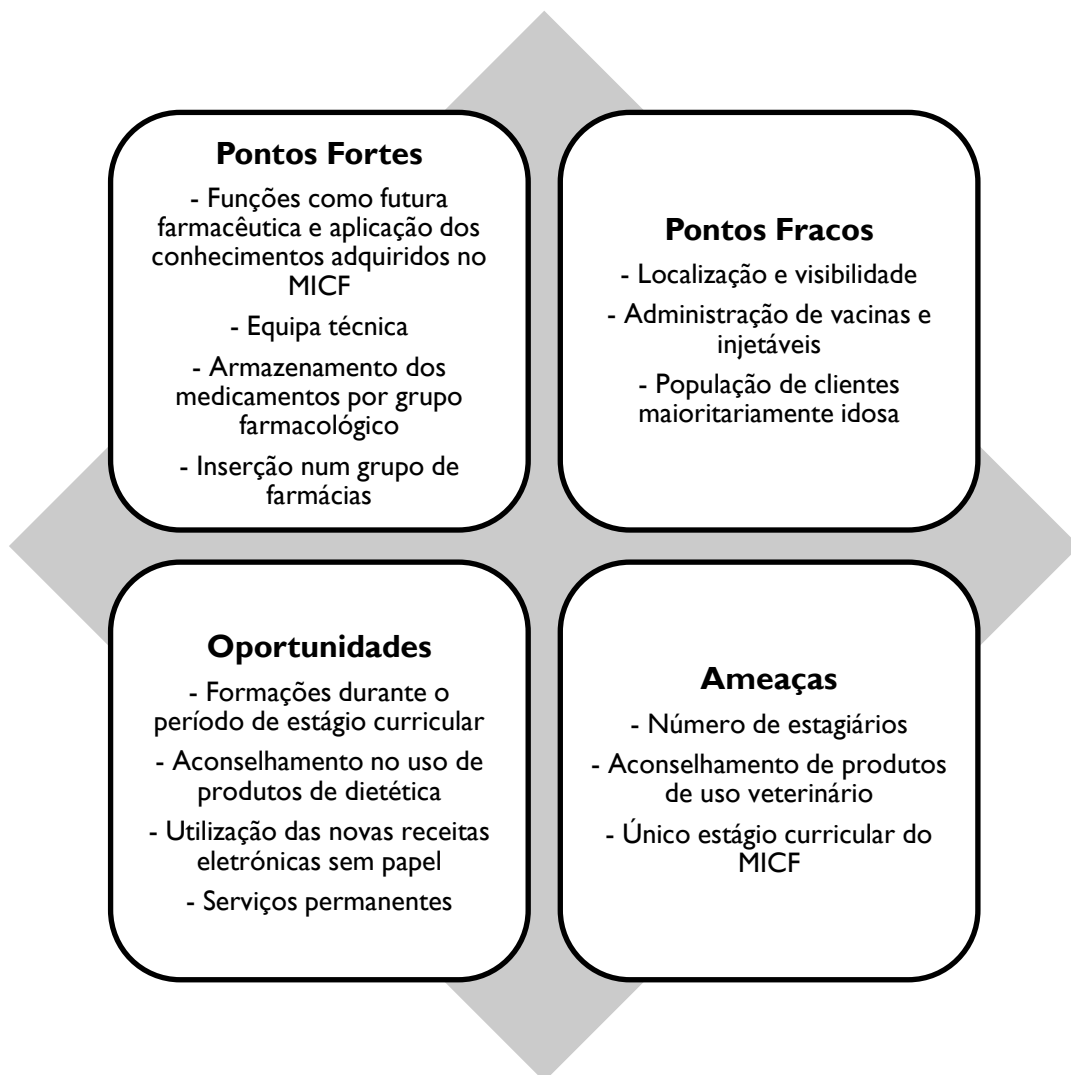 Pontos Fortes
- Funções como futura
farmacêutica e aplicação dos
conhecimentos adquiridos no
MICF
- Equipa técnica
- Armazenamento dos
medicamentos por grupo
farmacológico
- Inserção num grupo de
farmácias
Pontos Fracos
- Localização e visibilidade
- Administração de vacinas e
injetáveis
- População de clientes
maioritariamente idosa
Oportunidades
- Formações durante o
período de estágio curricular
- Aconselhamento no uso de
produtos de dietética
- Utilização das novas receitas
eletrónicas sem papel
- Serviços permanentes
Ameaças
- Número de estagiários
- Aconselhamento de produtos
de uso veterinário
- Único estágio curricular do
MICF